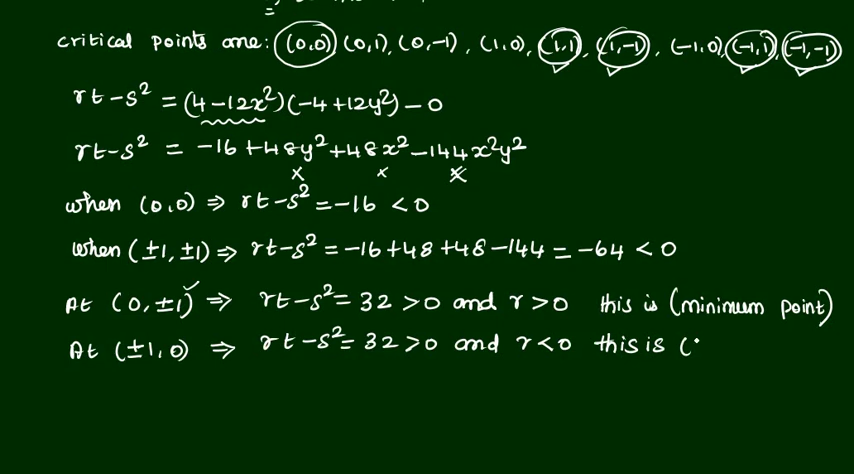 critical points are: (0,0) (0,1), (0,-1), (1,0), (1,1), (1,-1), (-1,0), (-1,1), (-1,-1)
rt-s² = (4-12x²)(-4+12y²)-0
rt-s² = -16+48y²+48x²-144x²y²
when (0,0) ⇒ rt-s² = -16 <0
when (±1,±1) ⇒ rt-s² = -16+48+48-144 = -64 <0
At (0,±1) ⇒ rt-s² = 32 >0 and r>0 this is (minimum point)
At (±1,0) ⇒ rt-s² = 32 >0 and r<0 this is (